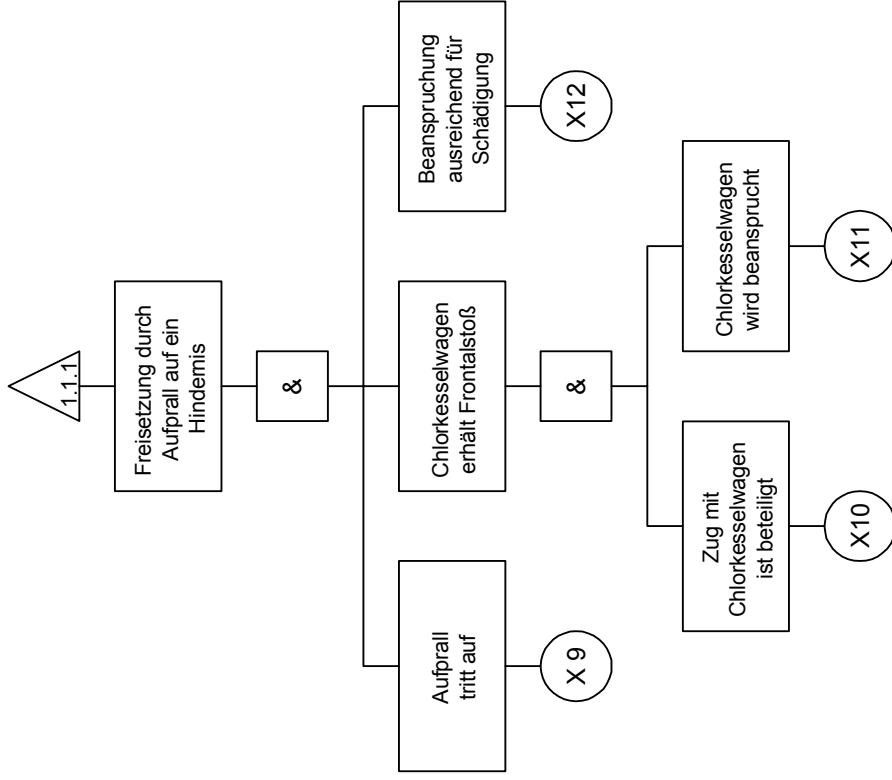 1.1.1
Freisetzung durch
Aufprall auf ein
Hindernis
&
Aufprall
tritt auf
Chlorkesselwagen
erhält Frontalstoß
Beanspruchung
ausreichend für
Schädigung
X 9
&
X12
Zug mit
Chlorkesselwagen
ist beteiligt
Chlorkesselwagen
wird beansprucht
X10
X11